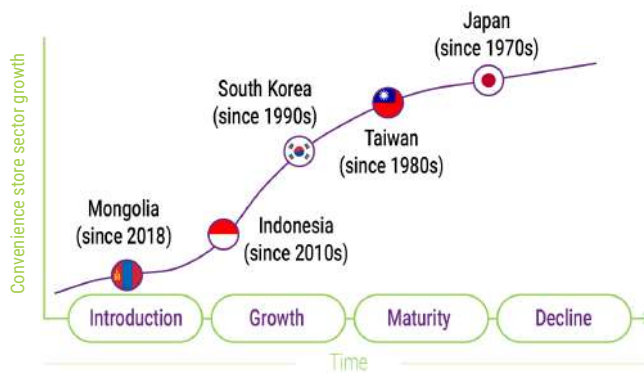 Japan
(since 1970s)
South Korea
(since 1990s)
Taiwan
(since 1980s)
Mongolia
(since 2018)
Indonesia
(since 2010s)
Convenience store sector growth
Introduction
Growth
Maturity
Decline
Time